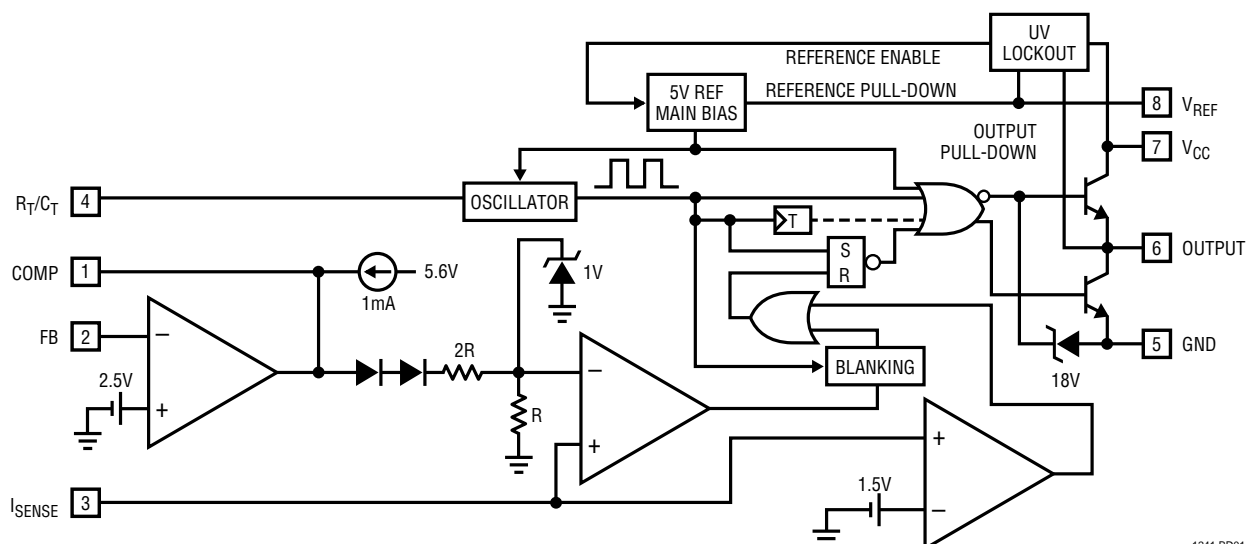 UV
LOCKOUT
REFERENCE ENABLE
5V REF
MAIN BIAS
REFERENCE PULL-DOWN
8 VREF
OUTPUT
PULL-DOWN
7 VCC
RT/CT 4
OSCILLATOR
T
S
R
6 OUTPUT
COMP 1
5.6V
1mA
1V
FB 2
–
2R
–
BLANKING
18V
5 GND
2.5V
+
R
+
+
ISENSE 3
1.5V
–